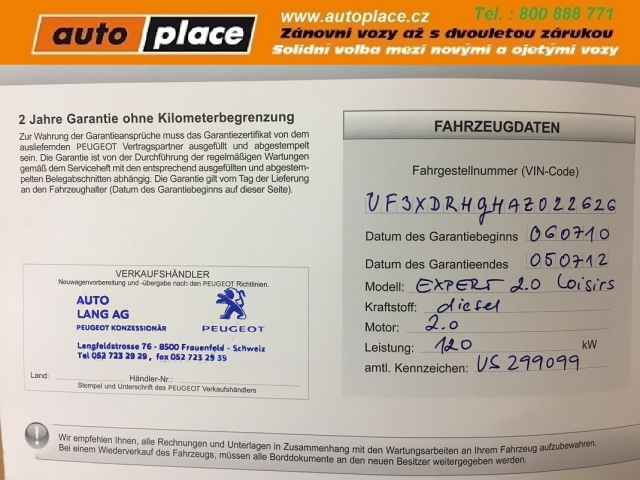 auto place
www.autoplace.cz
Tel. : 800 888 771
Zánovní vozy až s dvouletou zárukou
Solidní volba mezi novými a ojetými vozy
2 Jahre Garantie ohne Kilometerbegrenzung
Zur Wahrung der Garantieansprüche muss das Garantiezertifikat von dem
ausliefernden PEUGEOT Vertragspartner ausgefüllt und abgestempelt
sein. Die Garantie ist von der Durchführung der regelmäßigen Wartungen
gemäß dem Serviceheft mit den entsprechend ausgefüllten und abgestem-
pelten Belegabschnitten abhängig. Die Garantie gilt vom Tag der Lieferung
an den Fahrzeughalter (Datum des Garantiebeginns auf dieser Seite).
VERKAUFSHÄNDLER
Neuwagenvorbereitung und -übergabe nach den PEUGEOT Richtlinien.
AUTO
LANG AG
PEUGEOT KONZESSIONÄR
PEUGEOT
Langfeldstrasse 76 - 8500 Frauenfeld - Schweiz
Tel 052 723 29 29, fax 052 723 29 39
Land:
Händler-Nr.:
Stempel und Unterschrift des PEUGEOT Verkaufshändlers
FAHRZEUGDATEN
Fahrgestellnummer (VIN-Code)
VF3XDRHGHAZ022626
Datum des Garantiebeginns 060710
Datum des Garantieendes 050712
Modell: EXPERT 2.0 Loisirs
Kraftstoff: diesel
Motor: 2.0
Leistung: 120 kW
amtl. Kennzeichen: US 299099
Wir empfehlen Ihnen, alle Rechnungen und Unterlagen in Zusammenhang mit den Wartungsarbeiten an Ihrem Fahrzeug aufzubewahren.
Bei einem Wiederverkauf des Fahrzeugs, müssen alle Borddokumente an den neuen Besitzer weitergegeben werden.